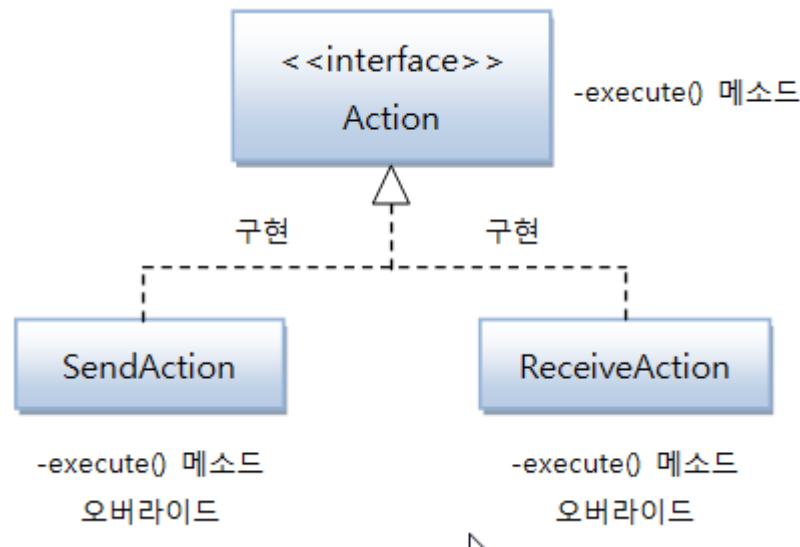 <<interface>>
Action
-execute() 메소드
구현 구현
SendAction ReceiveAction
-execute() 메소드 -execute() 메소드
오버라이드 오버라이드